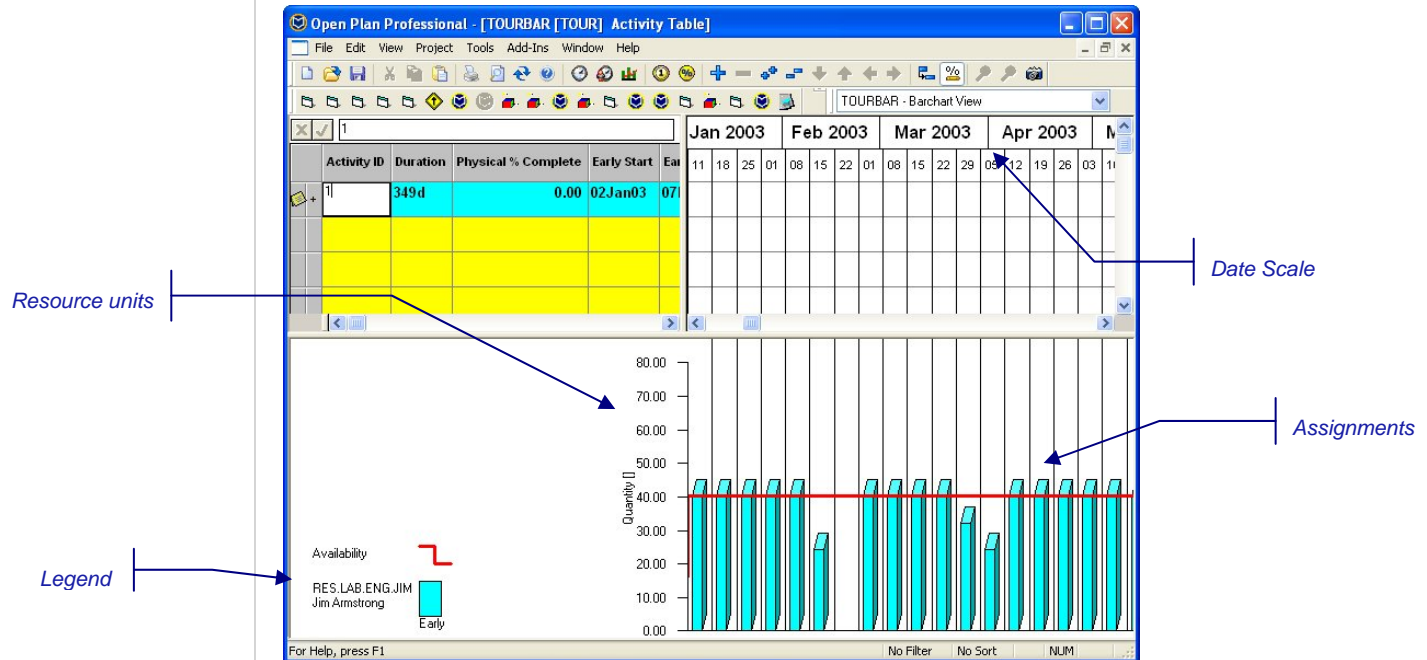 Open Plan Professional - [TOURBAR [TOUR] Activity Table]
File Edit View Project Tools Add-Ins Window Help
TOURBAR - Barchart View
1
Jan 2003 Feb 2003 Mar 2003 Apr 2003
Activity ID Duration Physical % Complete Early Start Ear
11 18 25 01 08 15 22 01 08 15 22 29 05 12 19 26 03 10
1 349d 0.00 02Jan03
Date Scale
Resource units
80.00
70.00
60.00
50.00
40.00
30.00
20.00
10.00
0.00
Quantity []
Assignments
Availability
Legend
RES.LAB.ENG.JIM
Jim Armstrong
Early
For Help, press F1 No Filter No Sort NUM